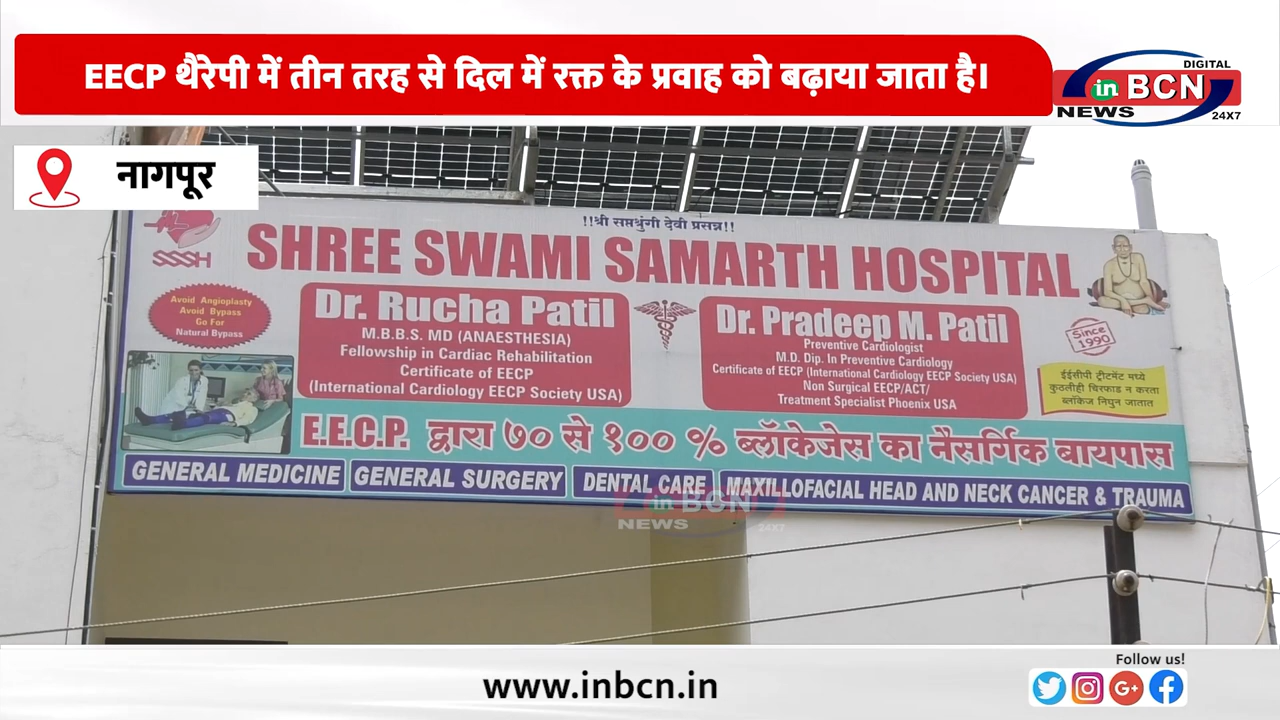 EECP थैरेपी में तीन तरह से दिल में रक्त के प्रवाह को बढ़ाया जाता है।
DIGITAL
in BCN
NEWS 24X7
नागपूर
!!श्री सप्तश्रुंगी देवी प्रसन्न!!
SSSH
SHREE SWAMI SAMARTH HOSPITAL
Avoid Angioplasty
Avoid Bypass
Go For
Natural Bypass
Dr. Rucha Patil
M.B.B.S. MD (ANAESTHESIA)
Fellowship in Cardiac Rehabilitation
Certificate of EECP
(International Cardiology EECP Society USA)
Dr. Pradeep M. Patil
Preventive Cardiologist
M.D. Dip. In Preventive Cardiology
Certificate of EECP (International Cardiology EECP Society USA)
Non Surgical EECP/ACT/
Treatment Specialist Phoenix USA
Since
1990
ईईसीपी ट्रीटमेंट मध्ये
कुठलीही चिरफाड न करता
ब्लॉकेज निघुन जातात
E.E.C.P. द्वारा ७० से १०० % ब्लॅाकेजेस का नैसर्गिक बायपास
GENERAL MEDICINE GENERAL SURGERY DENTAL CARE MAXILLOFACIAL HEAD AND NECK CANCER & TRAUMA
in BCN
NEWS 24X7
Follow us!
www.inbcn.in